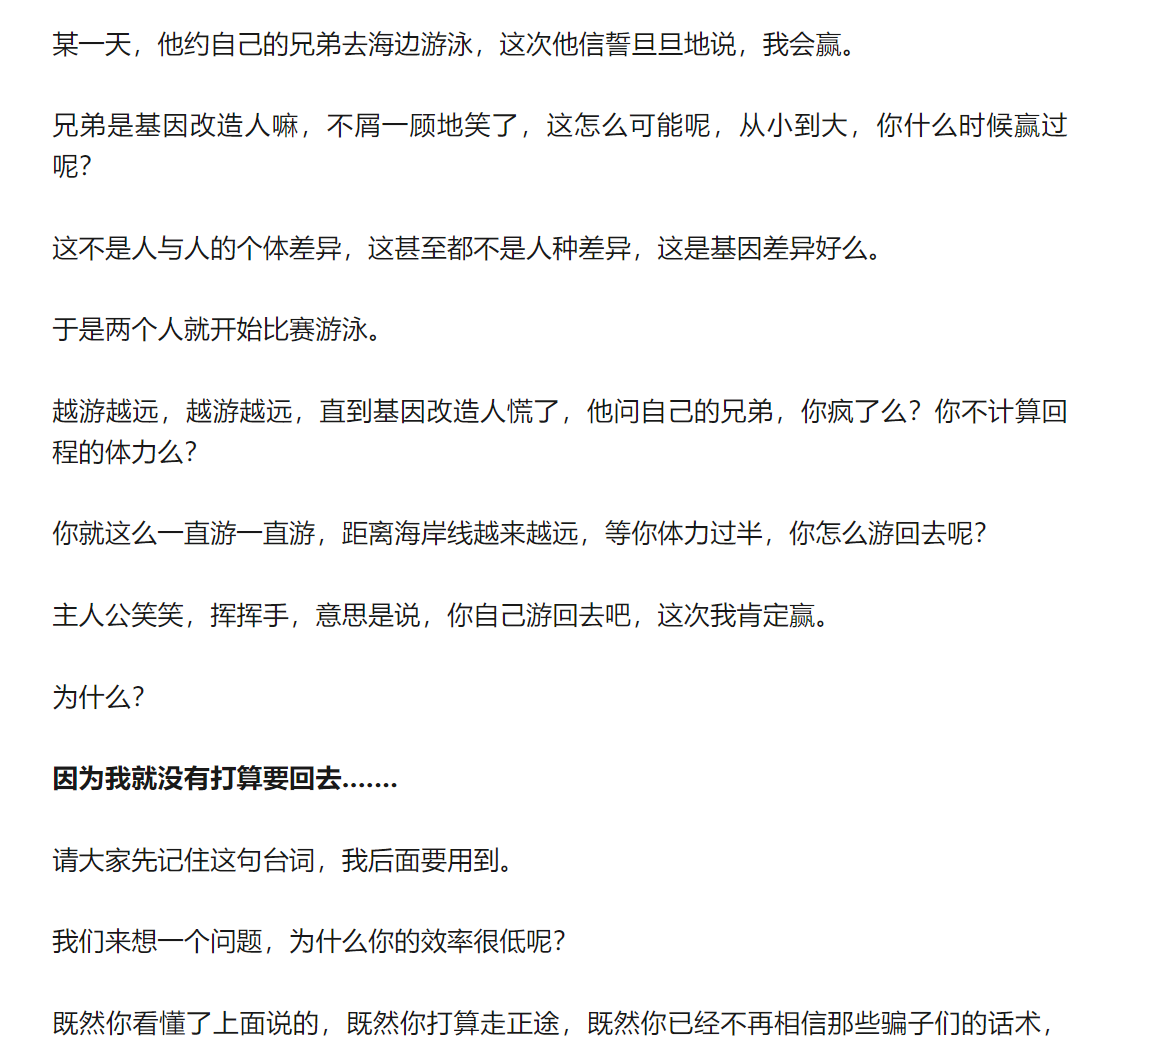 某一天，他约自己的兄弟去海边游泳，这次他信誓旦旦地说，我会赢。
兄弟是基因改造人嘛，不屑一顾地笑了，这怎么可能呢，从小到大，你什么时候赢过
呢？
这不是人与人的个体差异，这甚至都不是人种差异，这是基因差异好么。
于是两个人就开始比赛游泳。
越游越远，越游越远，直到基因改造人慌了，他问自己的兄弟，你疯了么？你不计算回
程的体力么？
你就这么一直游一直游，距离海岸线越来越远，等你体力过半，你怎么游回去呢？
主人公笑笑，挥挥手，意思是说，你自己游回去吧，这次我肯定赢。
为什么？
因为我就没有打算要回去.......
请大家先记住这句台词，我后面要用到。
我们来想一个问题，为什么你的效率很低呢？
既然你看懂了上面说的，既然你打算走正途，既然你已经不再相信那些骗子们的话术，